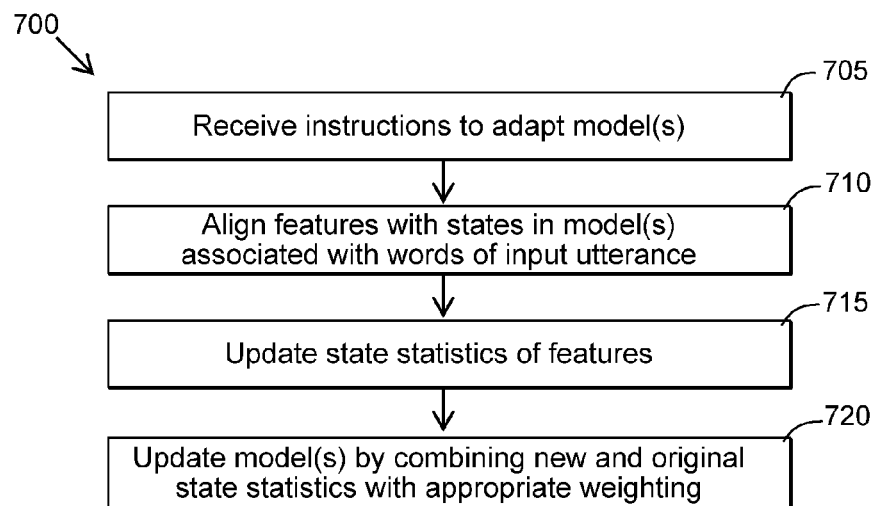 700
705
Receive instructions to adapt model(s)
710
Align features with states in model(s)
associated with words of input utterance
715
Update state statistics of features
720
Update model(s) by combining new and original
state statistics with appropriate weighting